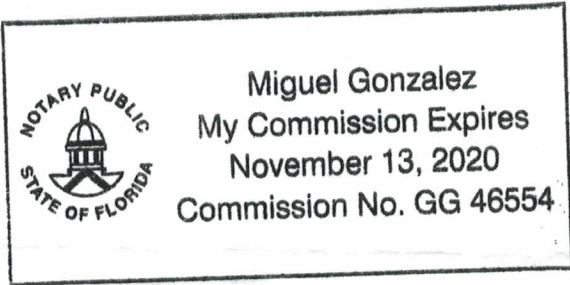 NOTARY PUBLIC
STATE OF FLORIDA
Miguel Gonzalez
My Commission Expires
November 13, 2020
Commission No. GG 46554